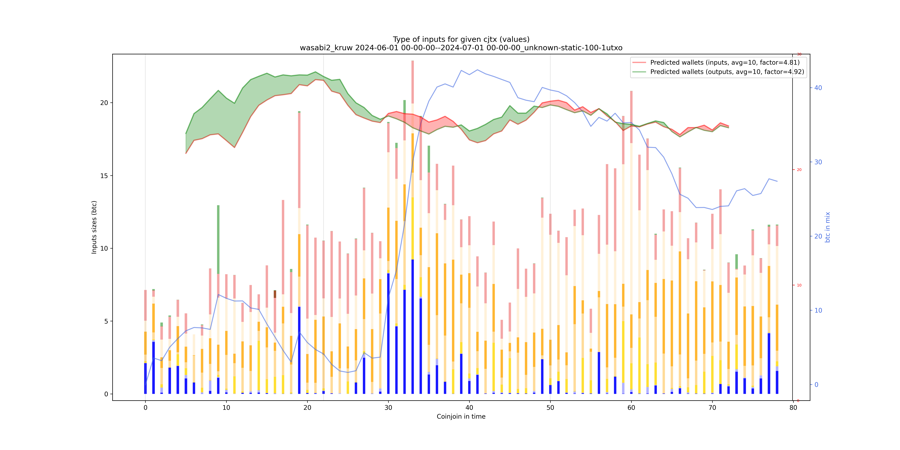 Type of inputs for given cjtx (values)
wasabi2_kruw 2024-06-01 00-00-00--2024-07-01 00-00-00_unknown-static-100-1utxo
Predicted wallets (inputs, avg=10, factor=4.81)
Predicted wallets (outputs, avg=10, factor=4.92)
Inputs sizes (btc)
20
15
10
5
0
0
10
20
30
40
50
60
70
80
Coinjoin in time
40
30
20
10
0
btc in mix